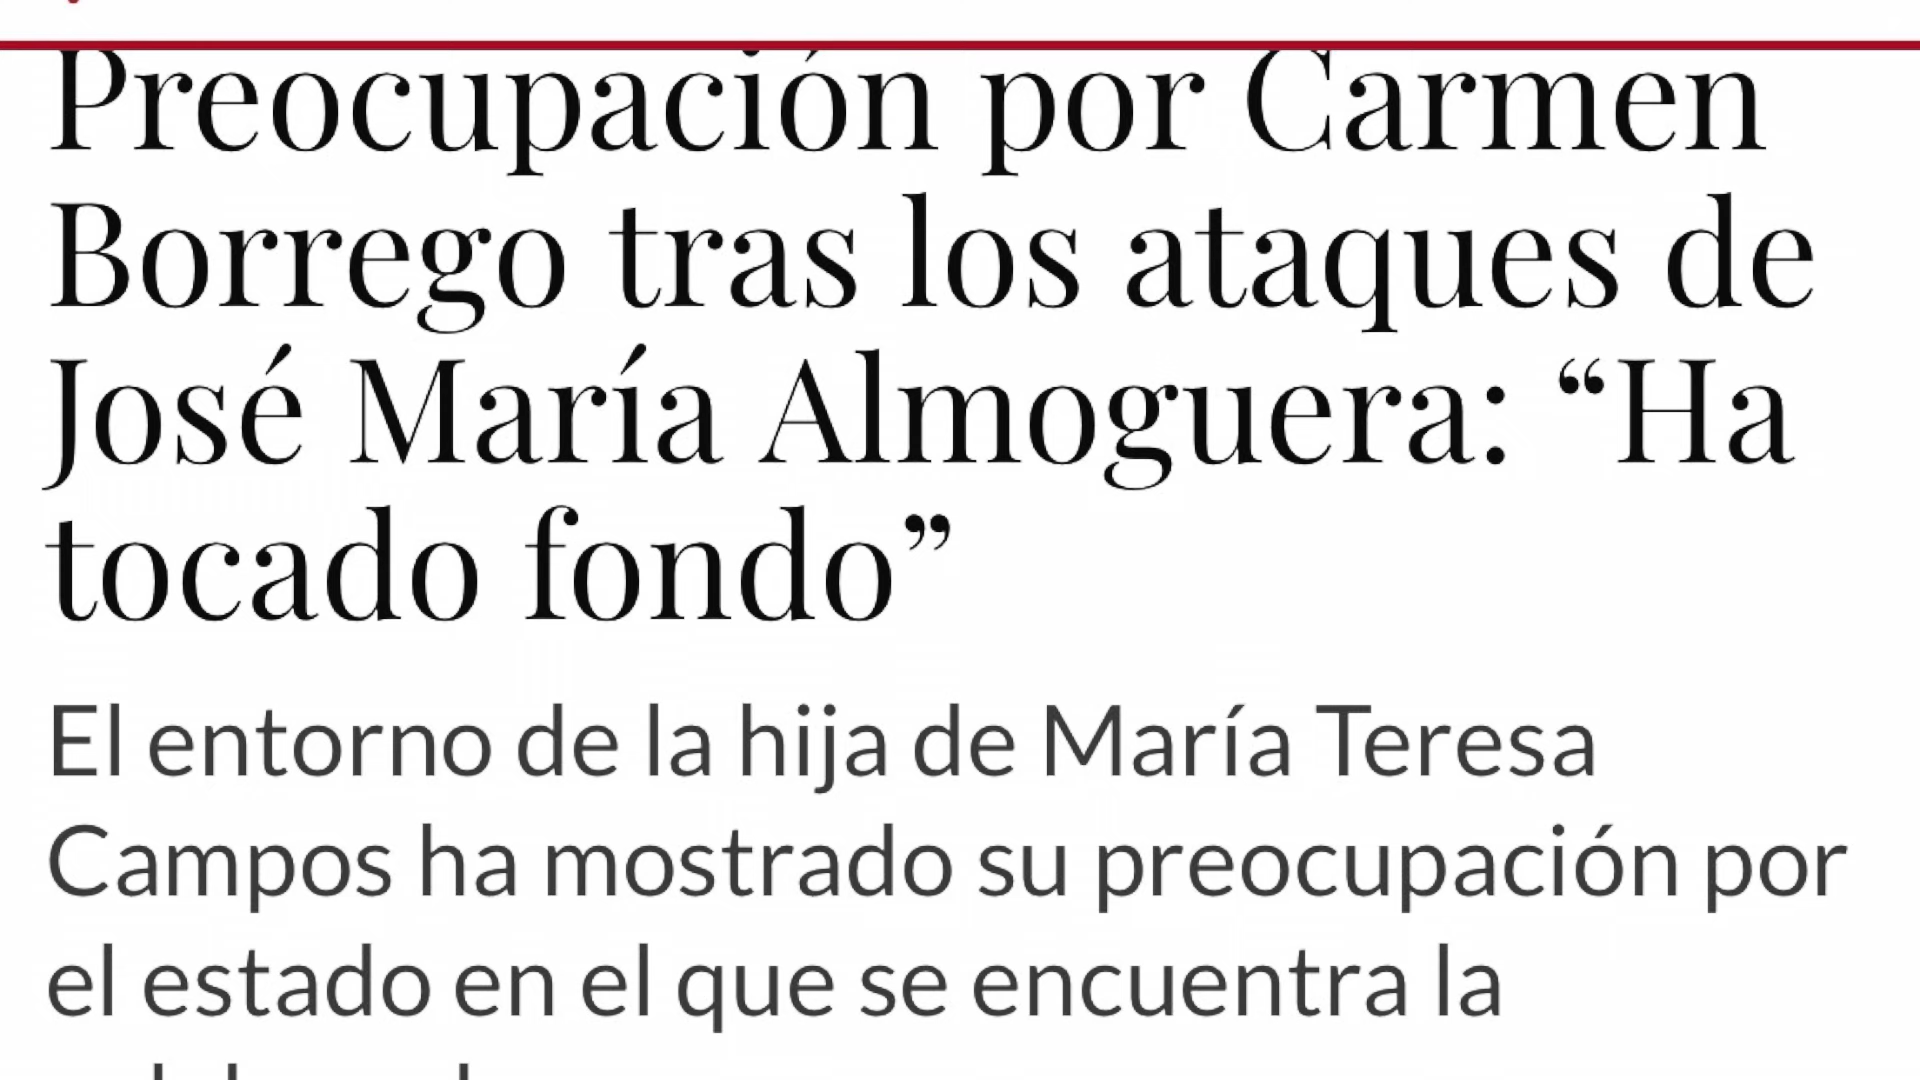 Preocupación por Carmen
Borrego tras los ataques de
José María Almoguera: “Ha
tocado fondo”
El entorno de la hija de María Teresa
Campos ha mostrado su preocupación por
el estado en el que se encuentra la